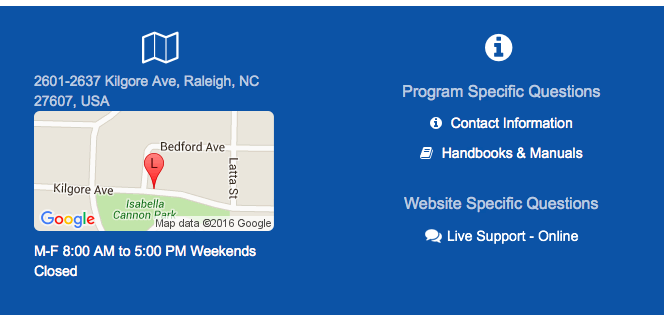 2601-2637 Kilgore Ave, Raleigh, NC
27607, USA
Bedford Ave
L
Latta St
Kilgore Ave
Isabella
Cannon Park
Google
Map data ©2016 Google
M-F 8:00 AM to 5:00 PM Weekends
Closed
Program Specific Questions
Contact Information
Handbooks & Manuals
Website Specific Questions
Live Support - Online